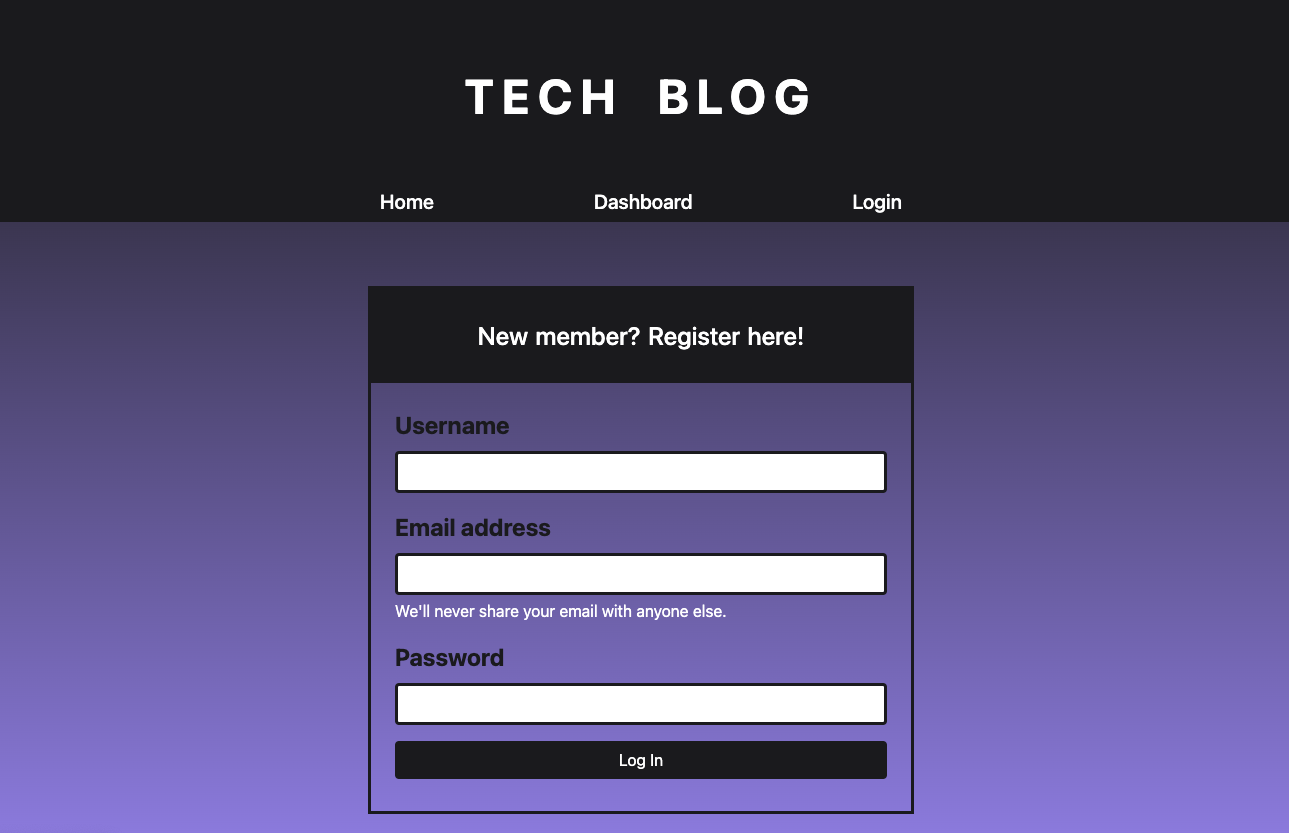 TECH BLOG
Home Dashboard Login
New member? Register here!
Username
Email address
We'll never share your email with anyone else.
Password
Log In